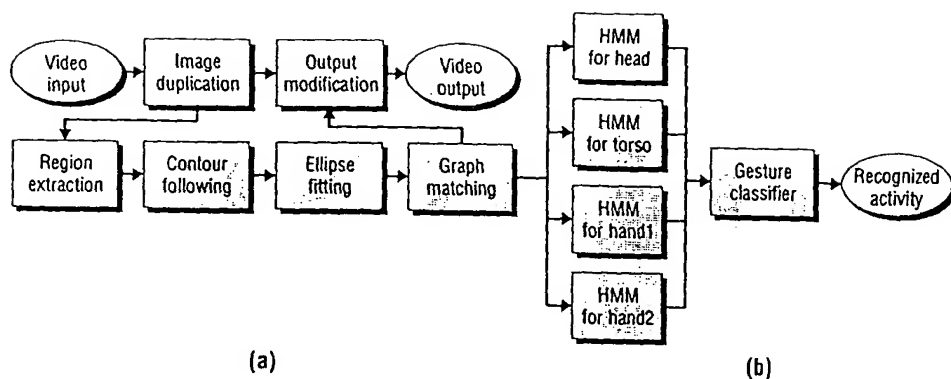 Video
input
Image
duplication
Output
modification
Video
output
Region
extraction
Contour
following
Ellipse
fitting
Graph
matching
HMM
for head
HMM
for torso
HMM
for hand1
HMM
for hand2
Gesture
classifier
Recognized
activity
(a)
(b)